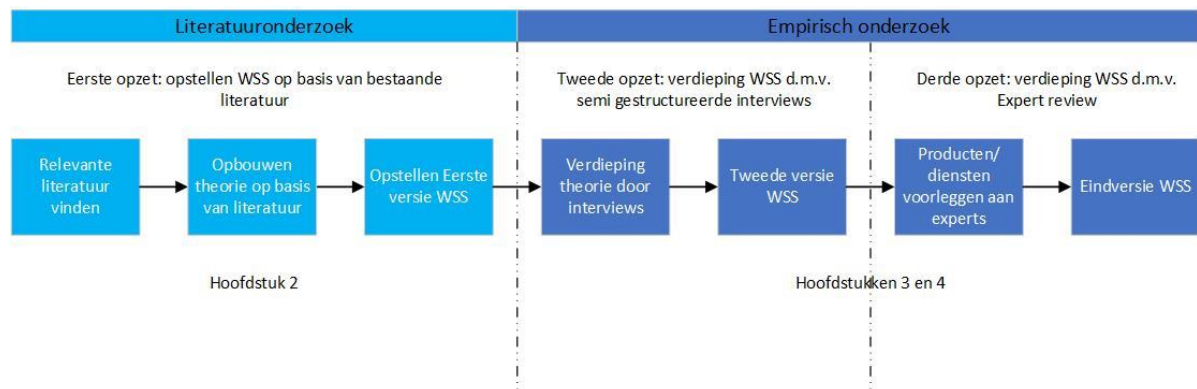 Literatuuronderzoek
Empirisch onderzoek
Eerste opzet: opstellen WSS op basis van bestaande
literatuur
Tweede opzet: verdieping WSS d.m.v.
semi gestructureerde interviews
Derde opzet: verdieping WSS d.m.v.
Expert review
Relevante
literatuur
vinden
Opbouwen
theorie op basis
van literatuur
Opstellen Eerste
versie WSS
Verdieping
theorie door
interviews
Tweede versie
WSS
Producten/
diensten
voorleggen aan
experts
Eindversie WSS
Hoofdstuk 2
Hoofdstukken 3 en 4